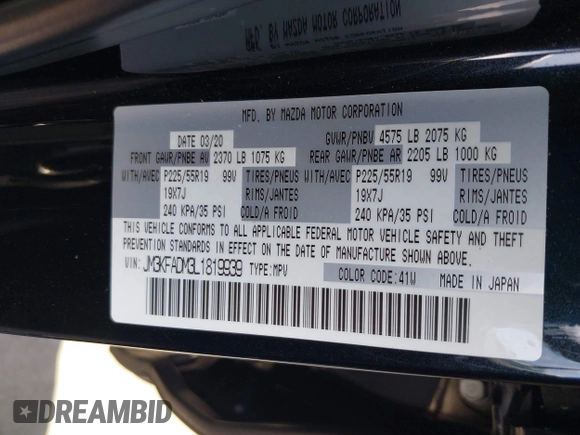 MFD. BY MAZDA MOTOR CORPORATION
DATE 03/20 GVWR/PNBV 4575 LB 2075 KG
FRONT GAWR/PNBE AV 2370 LB 1075 KG REAR GAWR/PNBE AR 2205 LB 1000 KG
WITH/AVEC P225/55R19 99V TIRES/PNEUS WITH/AVEC P225/55R19 99V TIRES/PNEUS
19X7J RIMS/JANTES 19X7J RIMS/JANTES
240 KPA/35 PSI COLD/A FROID 240 KPA/35 PSI COLD/A FROID
THIS VEHICLE CONFORMS TO ALL APPLICABLE FEDERAL MOTOR VEHICLE SAFETY AND THEFT
PREVENTION STANDARDS IN EFFECT ON THE DATE OF MANUFACTURE SHOWN ABOVE.
VIN: JM3KFADM3L1819939 TYPE:MPV COLOR CODE:41W MADE IN JAPAN
DREAMBID